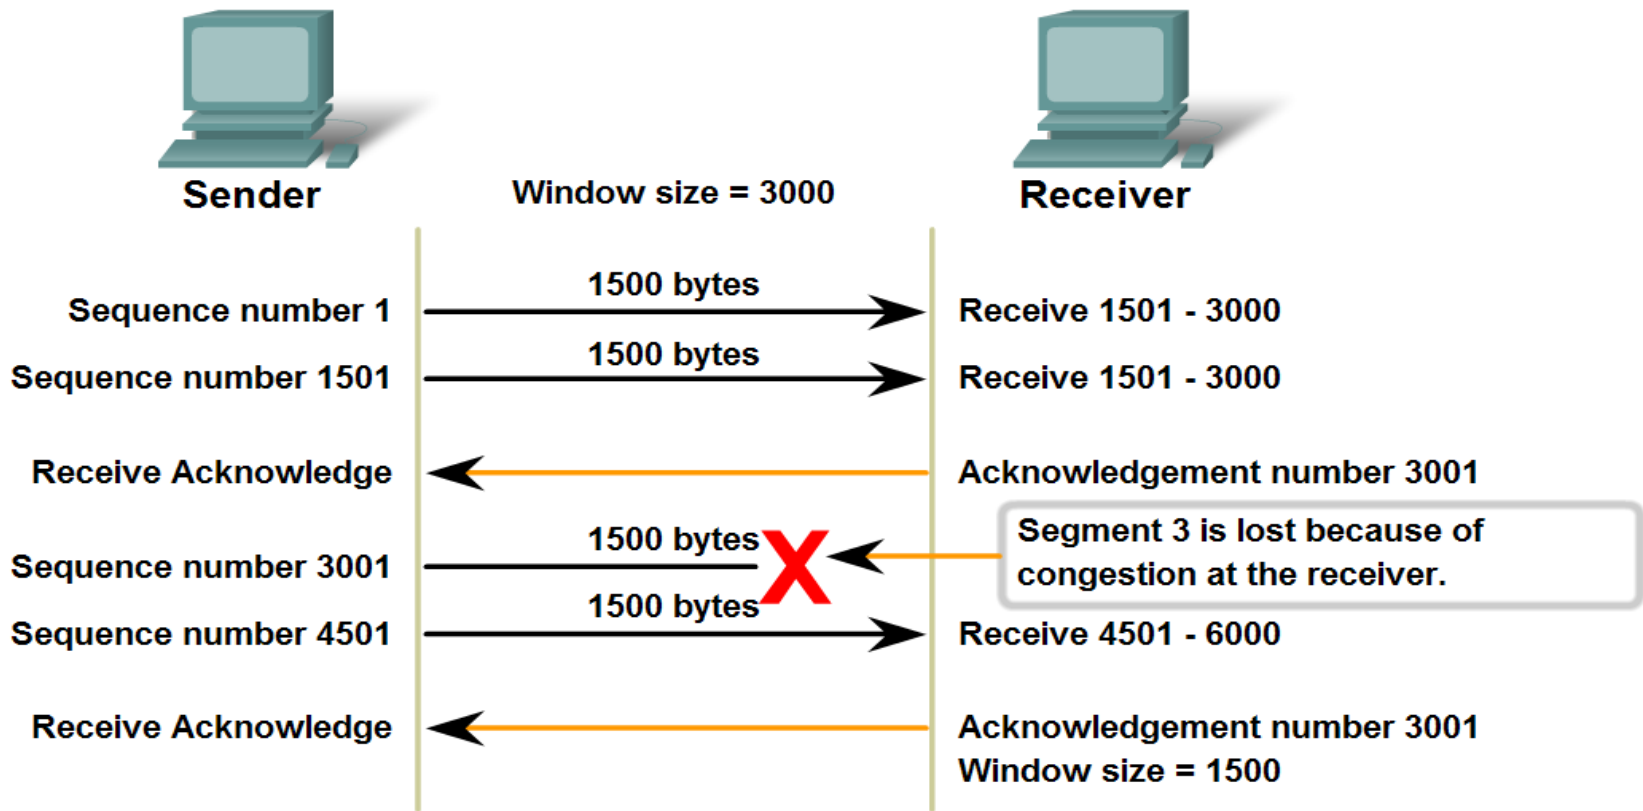 Sender
Window size = 3000
Receiver
1500 bytes
Sequence number 1
Receive 1501 - 3000
1500 bytes
Sequence number 1501
Receive 1501 - 3000
Receive Acknowledge
Acknowledgement number 3001
Segment 3 is lost because of
congestion at the receiver.
1500 bytes
X
Sequence number 3001
1500 bytes
Sequence number 4501
Receive 4501 - 6000
Receive Acknowledge
Acknowledgement number 3001
Window size = 1500